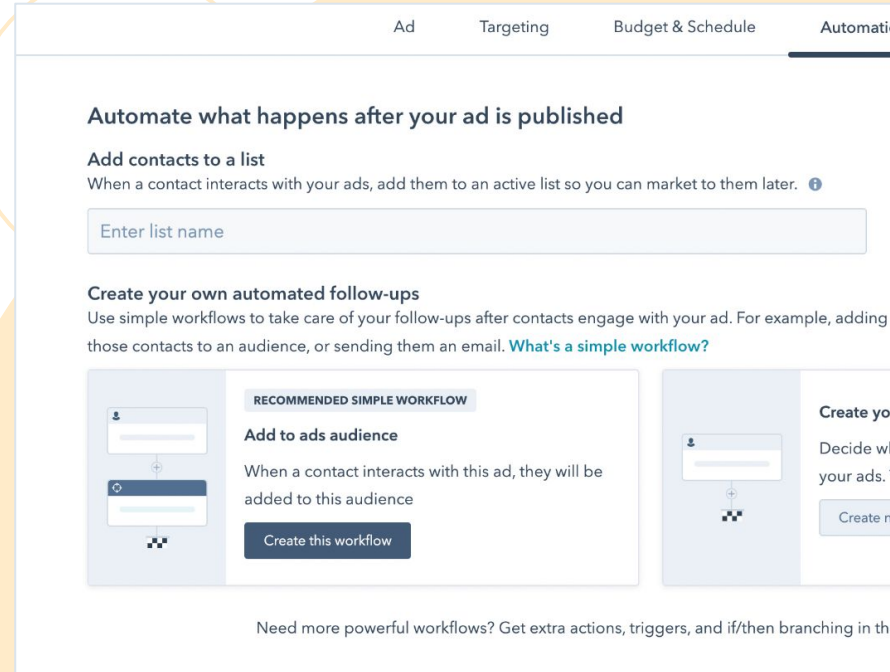 Ad Targeting Budget & Schedule
Automate what happens after your ad is published
Add contacts to a list
When a contact interacts with your ads, add them to an active list so you can market to them later.
Enter list name
Create your own automated follow-ups
Use simple workflows to take care of your follow-ups after contacts engage with your ad. For example, adding
those contacts to an audience, or sending them an email. What's a simple workflow?
RECOMMENDED SIMPLE WORKFLOW
Add to ads audience
When a contact interacts with this ad, they will be
added to this audience
Create this workflow
Create
Decide
your ads.
Create
Need more powerful workflows? Get extra actions, triggers, and if/then branching in